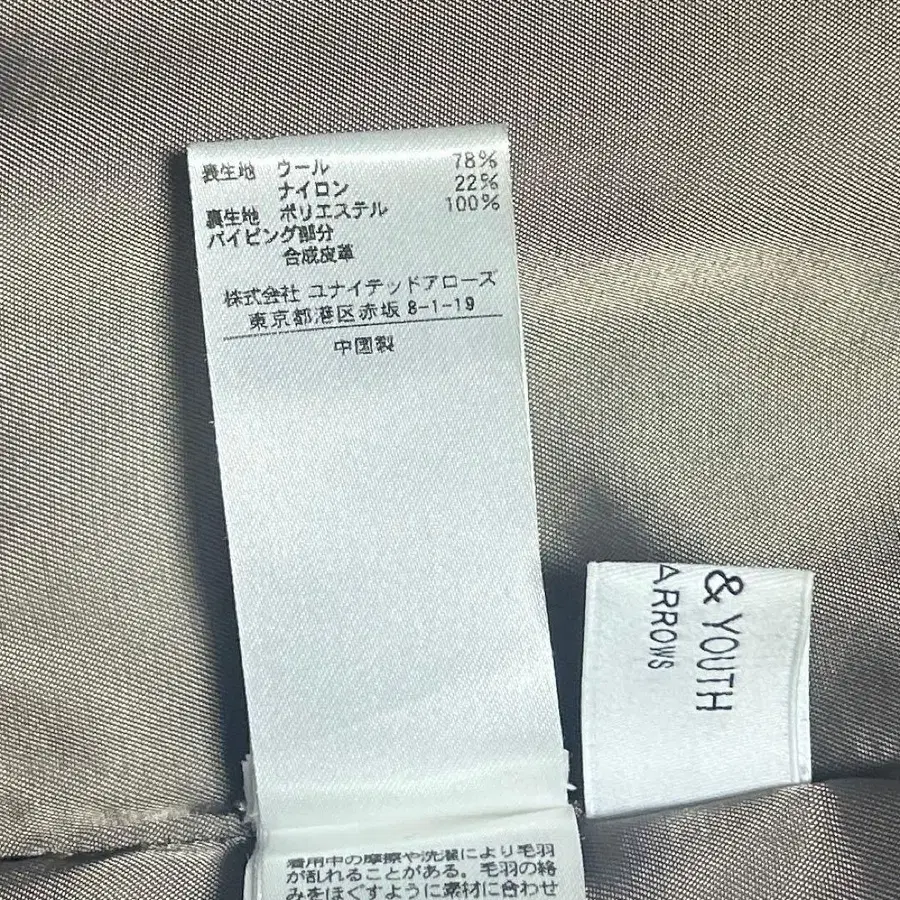 表生地 ウール 78%
ナイロン 22%
裏生地 ポリエステル 100%
パイピング部分
合成皮革
株式会社 ユナイテッドアローズ
東京都港区赤坂 8-1-19
中国製
& YOUTH
ARROWS
着用中の摩擦や洗濯により毛羽
が乱れることがある。毛羽の絡
みをほぐすように素材に合わせ